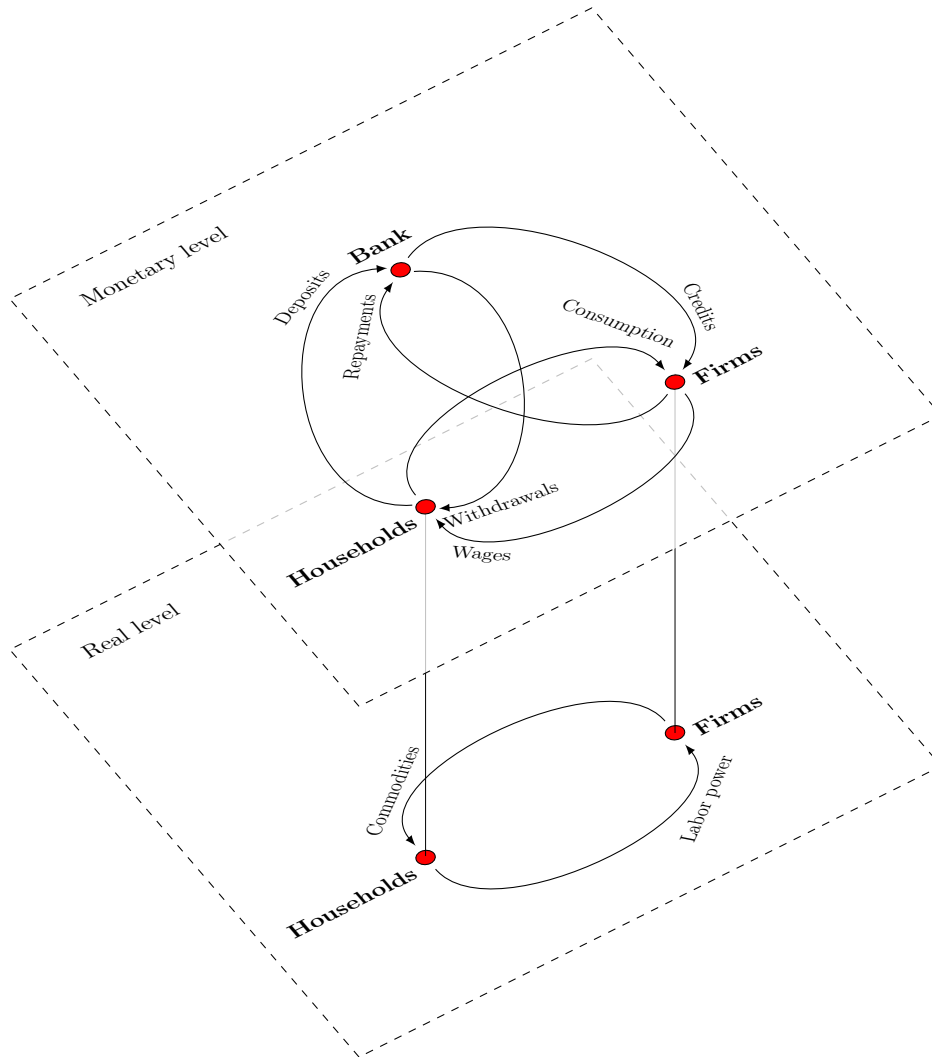 Monetary level
Bank
Deposits
Repayments
Credits
Consumption
Firms
Withdrawals
Households
Wages
Real level
Firms
Commodities
Labor power
Households